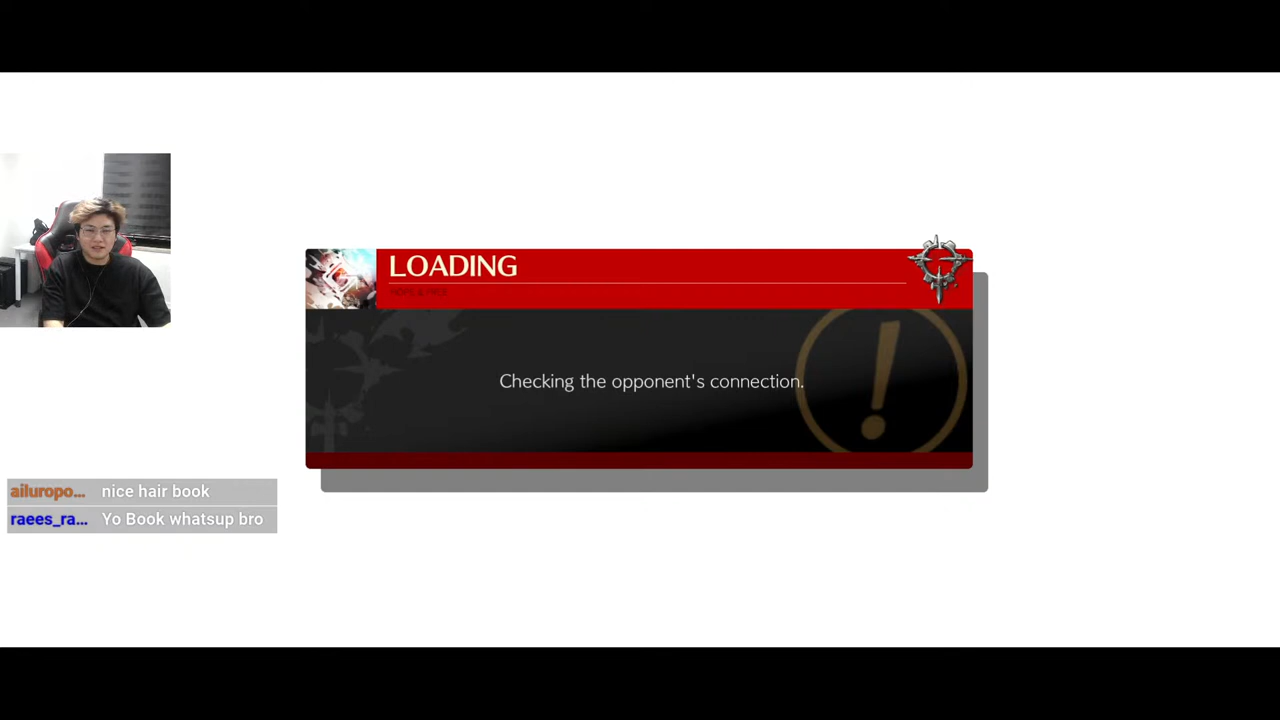 LOADING
Checking the opponent's connection.
ailuropo... nice hair book
raees_ra... Yo Book whatsup bro